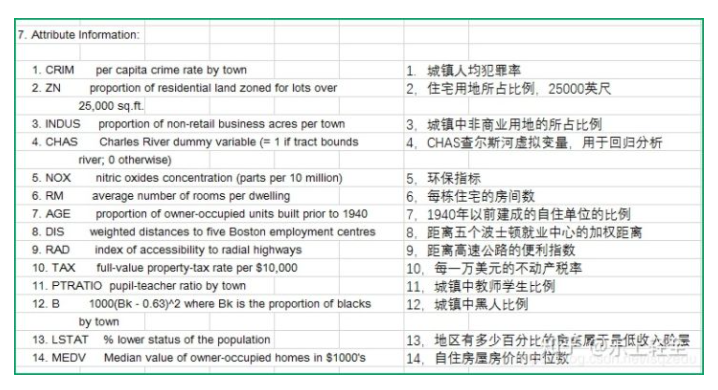 7. Attribute Information:
1. CRIM per capita crime rate by town 1. 城镇人均犯罪率
2. ZN proportion of residential land zoned for lots over 2, 住宅用地所占比例, 25000英尺
25,000 sq.ft.
3. INDUS proportion of non-retail business acres per town 3, 城镇中非商业用地的所占比例
4. CHAS Charles River dummy variable (= 1 if tract bounds 4, CHAS查尔斯河虚拟变量, 用于回归分析
river; 0 otherwise)
5. NOX nitric oxides concentration (parts per 10 million) 5, 环保指标
6. RM average number of rooms per dwelling 6, 每栋住宅的房间数
7. AGE proportion of owner-occupied units built prior to 1940 7, 1940年以前建成的自住单位的比例
8. DIS weighted distances to five Boston employment centres 8, 距离五个波士顿就业中心的加权距离
9. RAD index of accessibility to radial highways 9, 距离高速公路的便利指数
10. TAX full-value property-tax rate per $10,000 10, 每一万美元的不动产税率
11. PTRATIO pupil-teacher ratio by town 11, 城镇中教师学生比例
12. B 1000(Bk - 0.63)^2 where Bk is the proportion of blacks 12, 城镇中黑人比例
by town
13. LSTAT % lower status of the population 13, 地区有多少百分比的房东属于是低收入阶层
14. MEDV Median value of owner-occupied homes in $1000's 14, 自住房屋房价的中位数